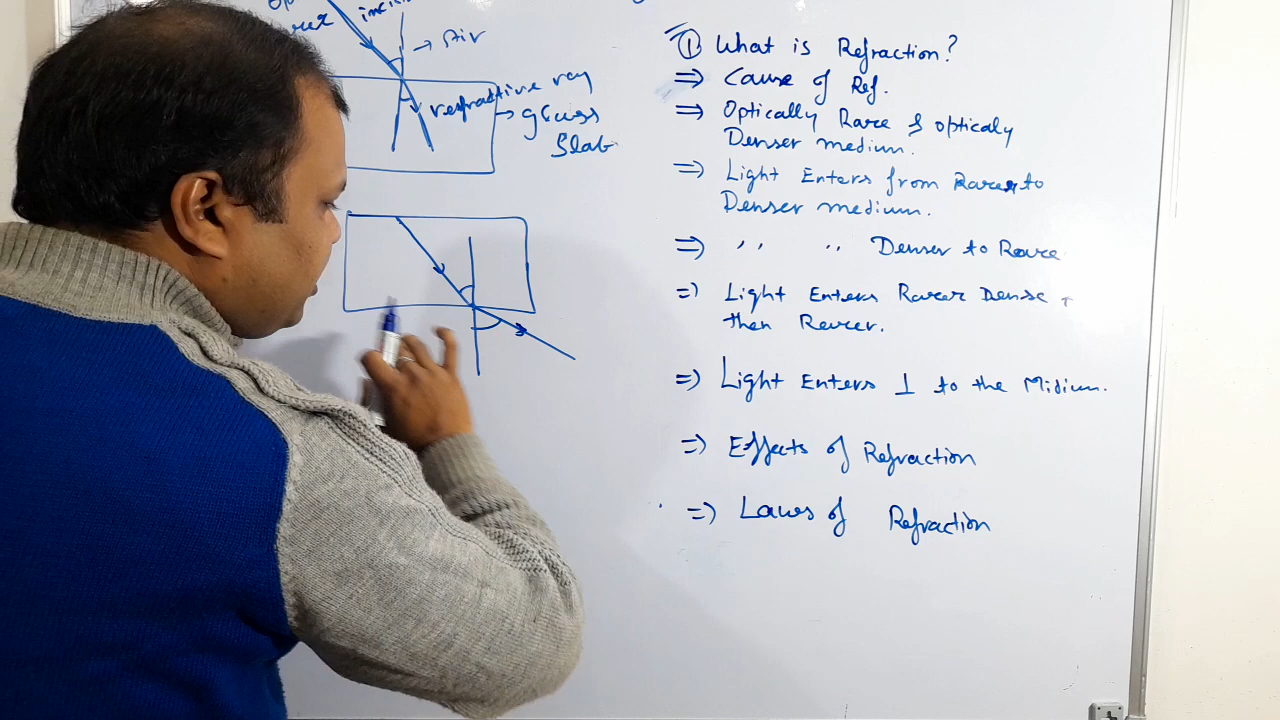 → Air
refractive ray
→ glass
Slab
① What is Refraction?
⇒ Cause of Ref.
⇒ Optically Rare & optically
Denser medium.
⇒ Light Enters from Rarer to
Denser medium.
⇒ ,, ,, Denser to Rare
⇒ Light Enters Rarer Dense
then Rarer.
⇒ Light Enters ⊥ to the Midium.
⇒ Effects of Refraction
⇒ Laws of Refraction